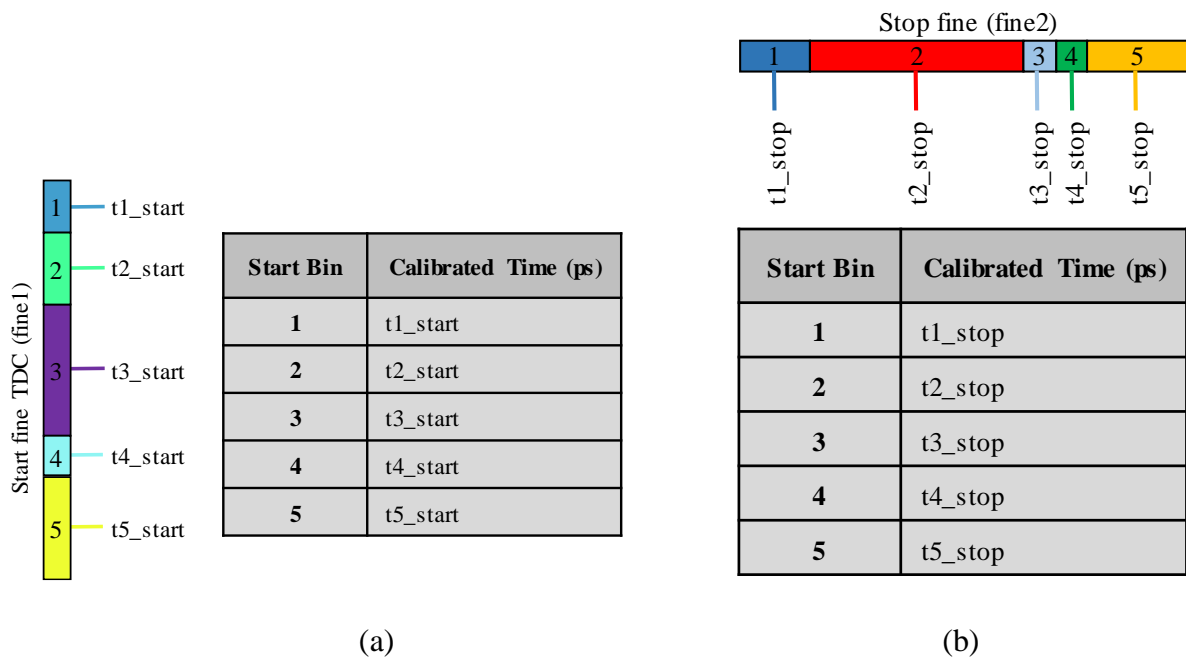 Start fine TDC (fine1)
1
2
3
4
5
t1_start
t2_start
t3_start
t4_start
t5_start
Start Bin Calibrated Time (ps)
1 t1_start
2 t2_start
3 t3_start
4 t4_start
5 t5_start
(a)
Stop fine (fine2)
1 2 3 4 5
t1_stop
t2_stop
t3_stop
t4_stop
t5_stop
Start Bin Calibrated Time (ps)
1 t1_stop
2 t2_stop
3 t3_stop
4 t4_stop
5 t5_stop
(b)